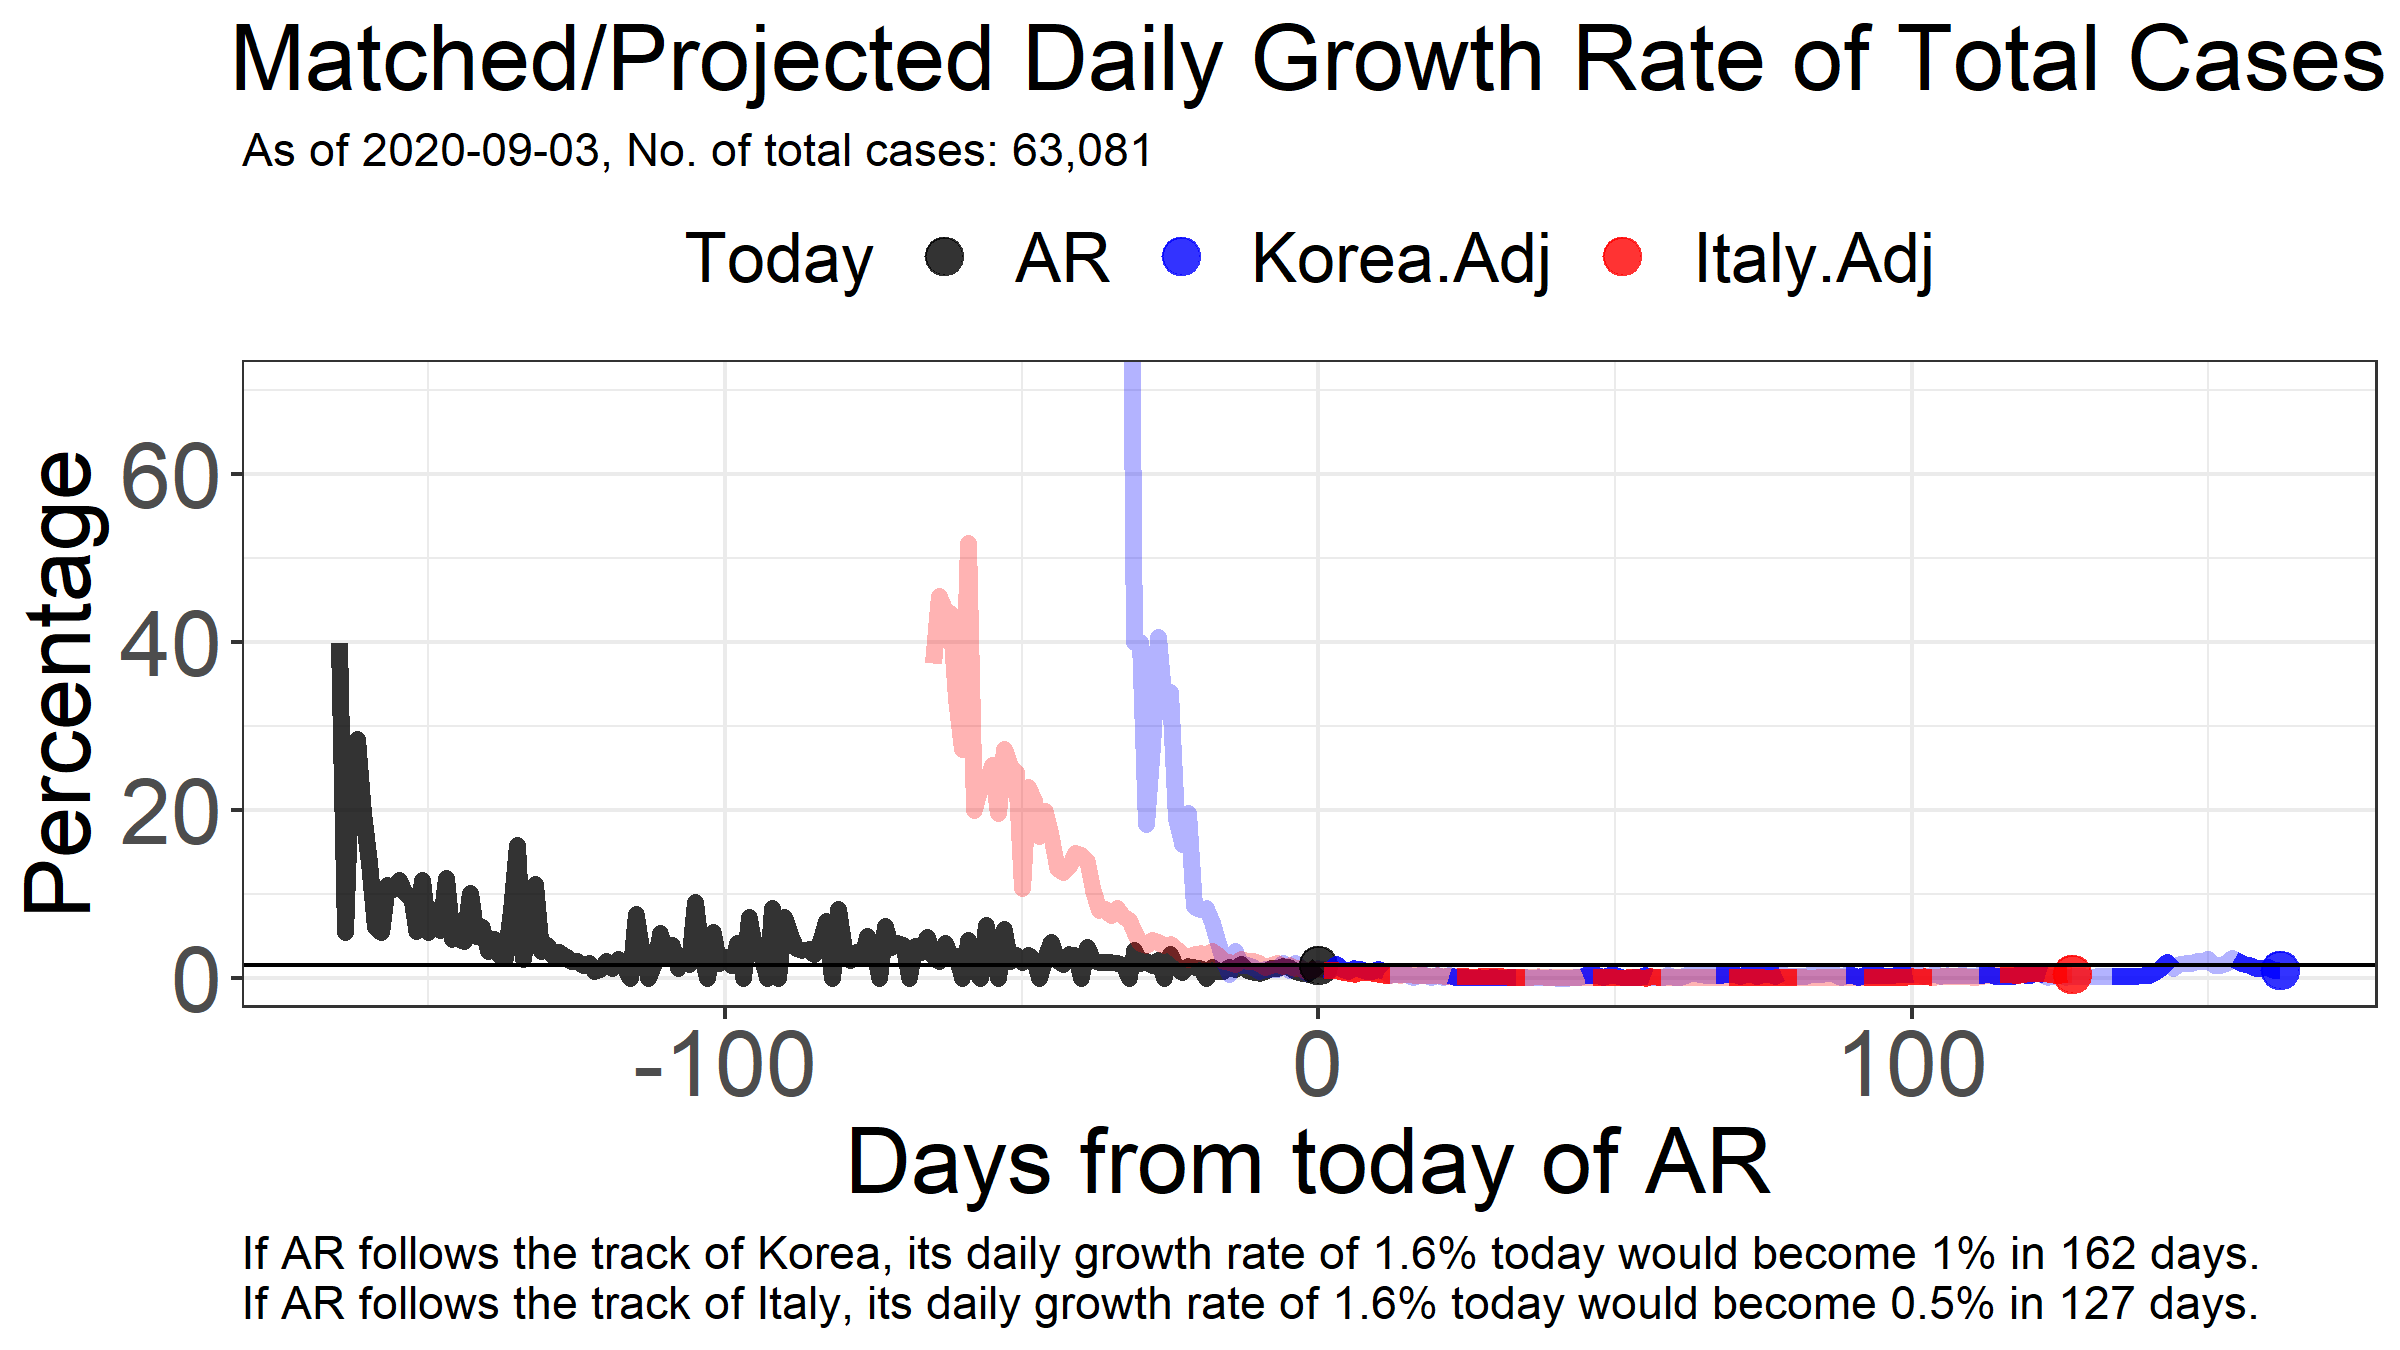 Matched/Projected Daily Growth Rate of Total Cases
As of 2020-09-03, No. of total cases: 63,081
Today AR Korea.Adj Italy.Adj
Percentage
60
40
20
0
-100 0 100
Days from today of AR
If AR follows the track of Korea, its daily growth rate of 1.6% today would become 1% in 162 days.
If AR follows the track of Italy, its daily growth rate of 1.6% today would become 0.5% in 127 days.